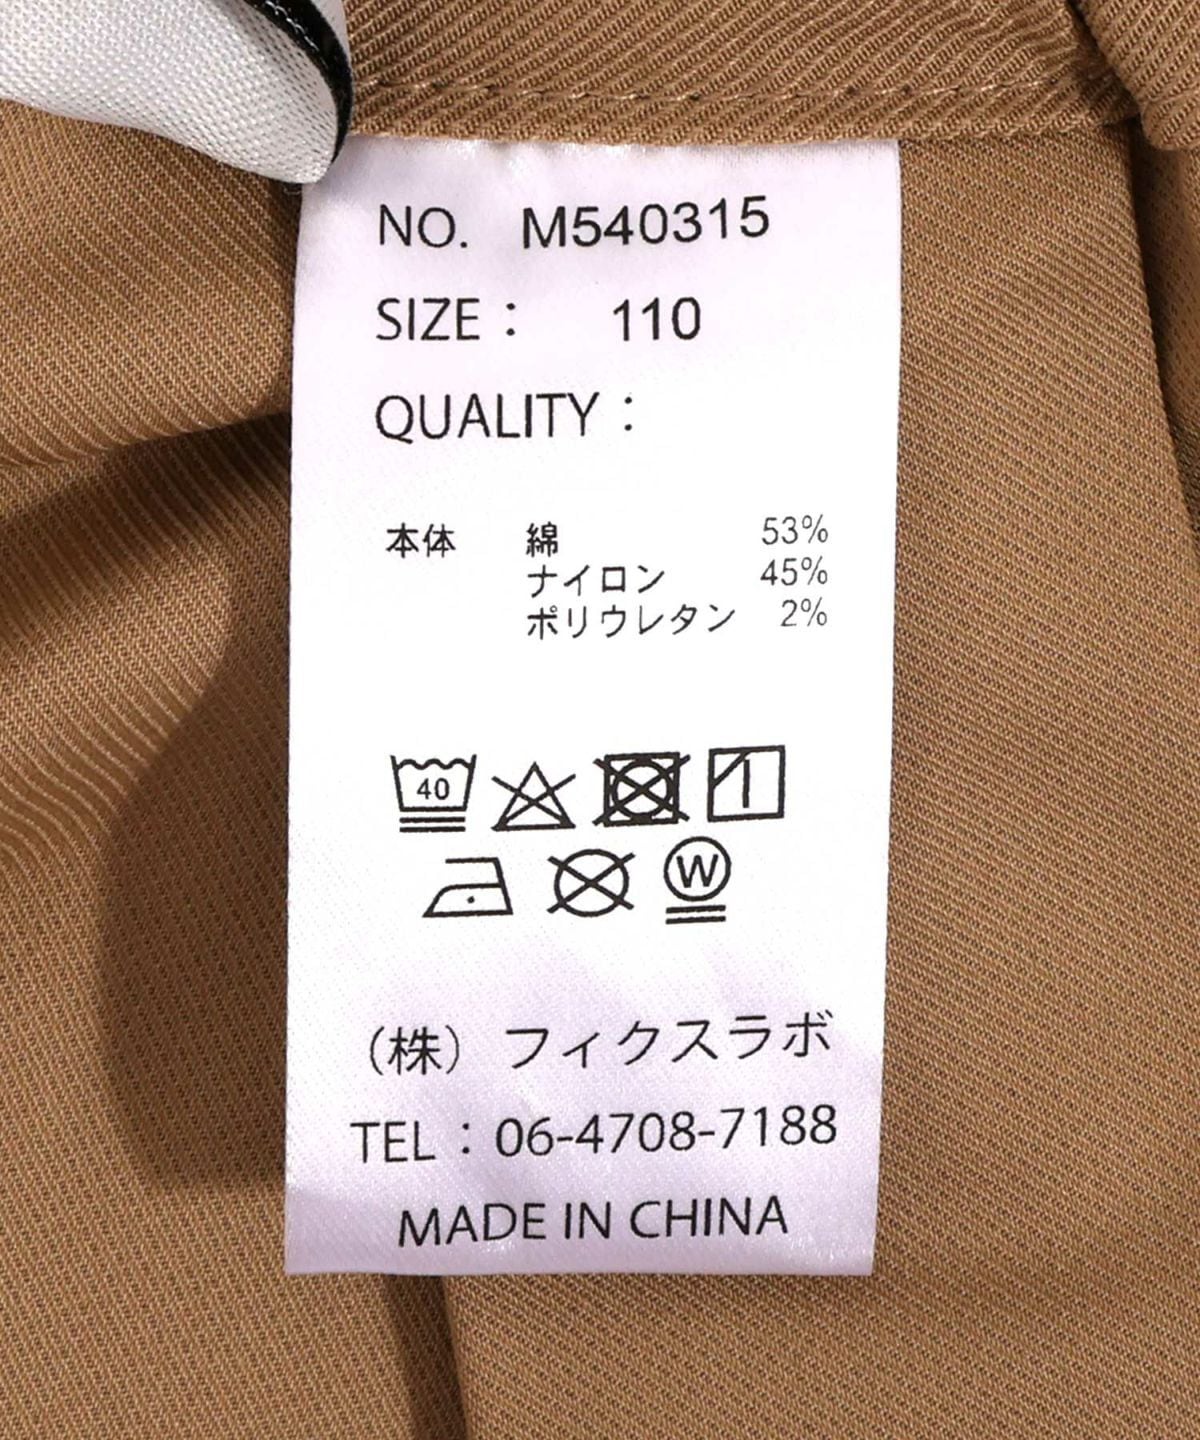 NO. M540315
SIZE： 110
QUALITY：
本体 綿 53%
ナイロン 45%
ポリウレタン 2%
40
W
（株）フィクスラボ
TEL：06-4708-7188
MADE IN CHINA